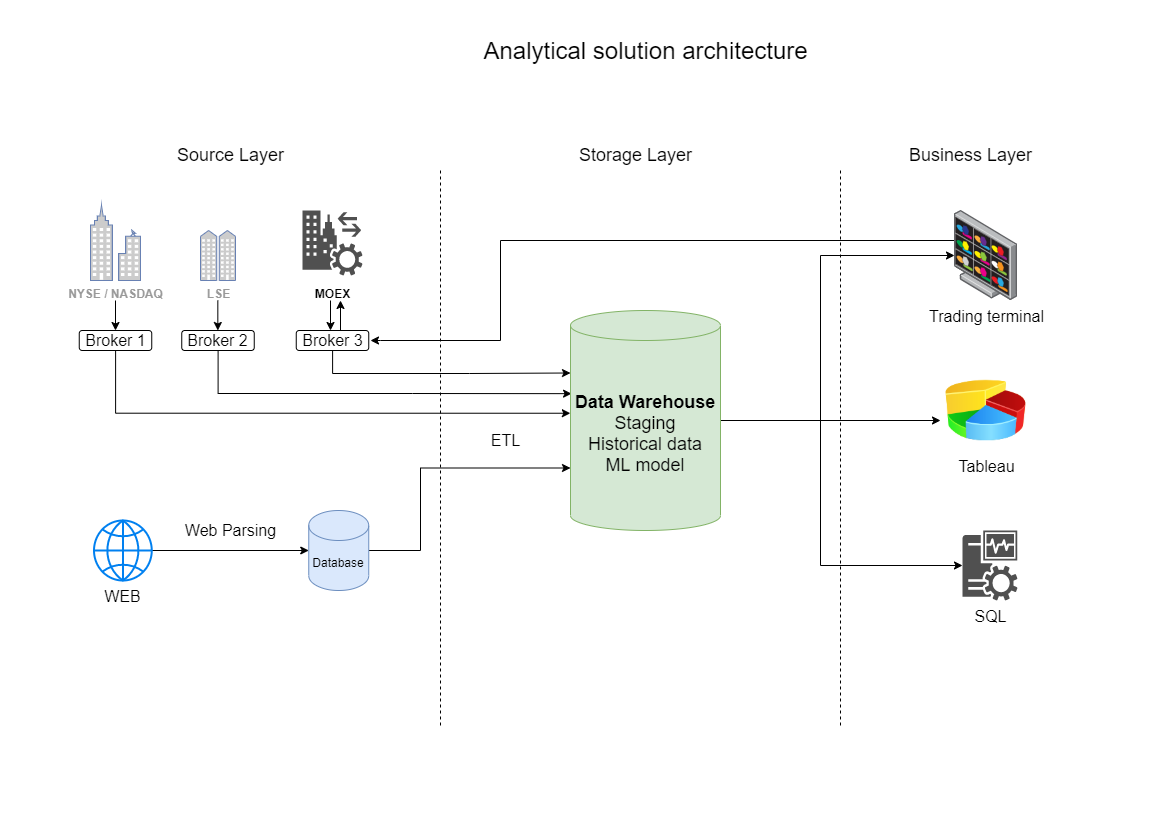 Analytical solution architecture
Source Layer
Storage Layer
Business Layer
NYSE / NASDAQ
LSE
MOEX
Broker 1
Broker 2
Broker 3
Trading terminal
Data Warehouse
Staging
Historical data
ML model
ETL
Tableau
Web Parsing
Database
WEB
SQL